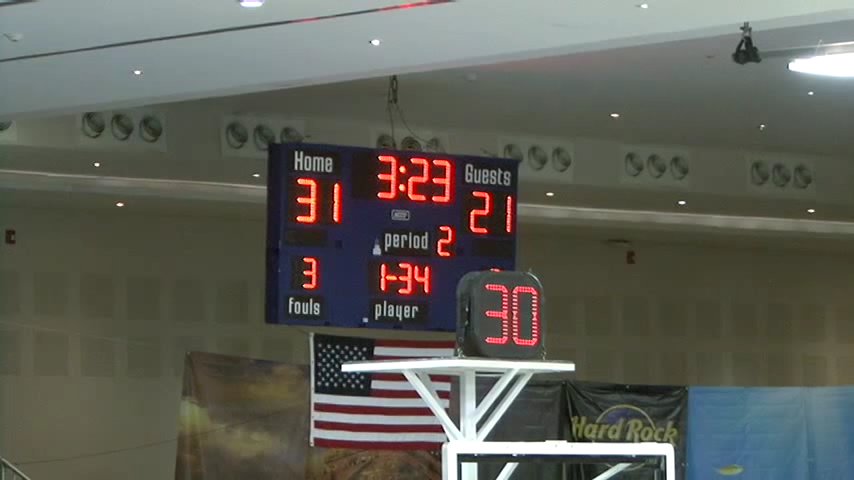 Home 3:23 Guests
31 21
period 2
3 1-34
fouls player
30
Hard Rock